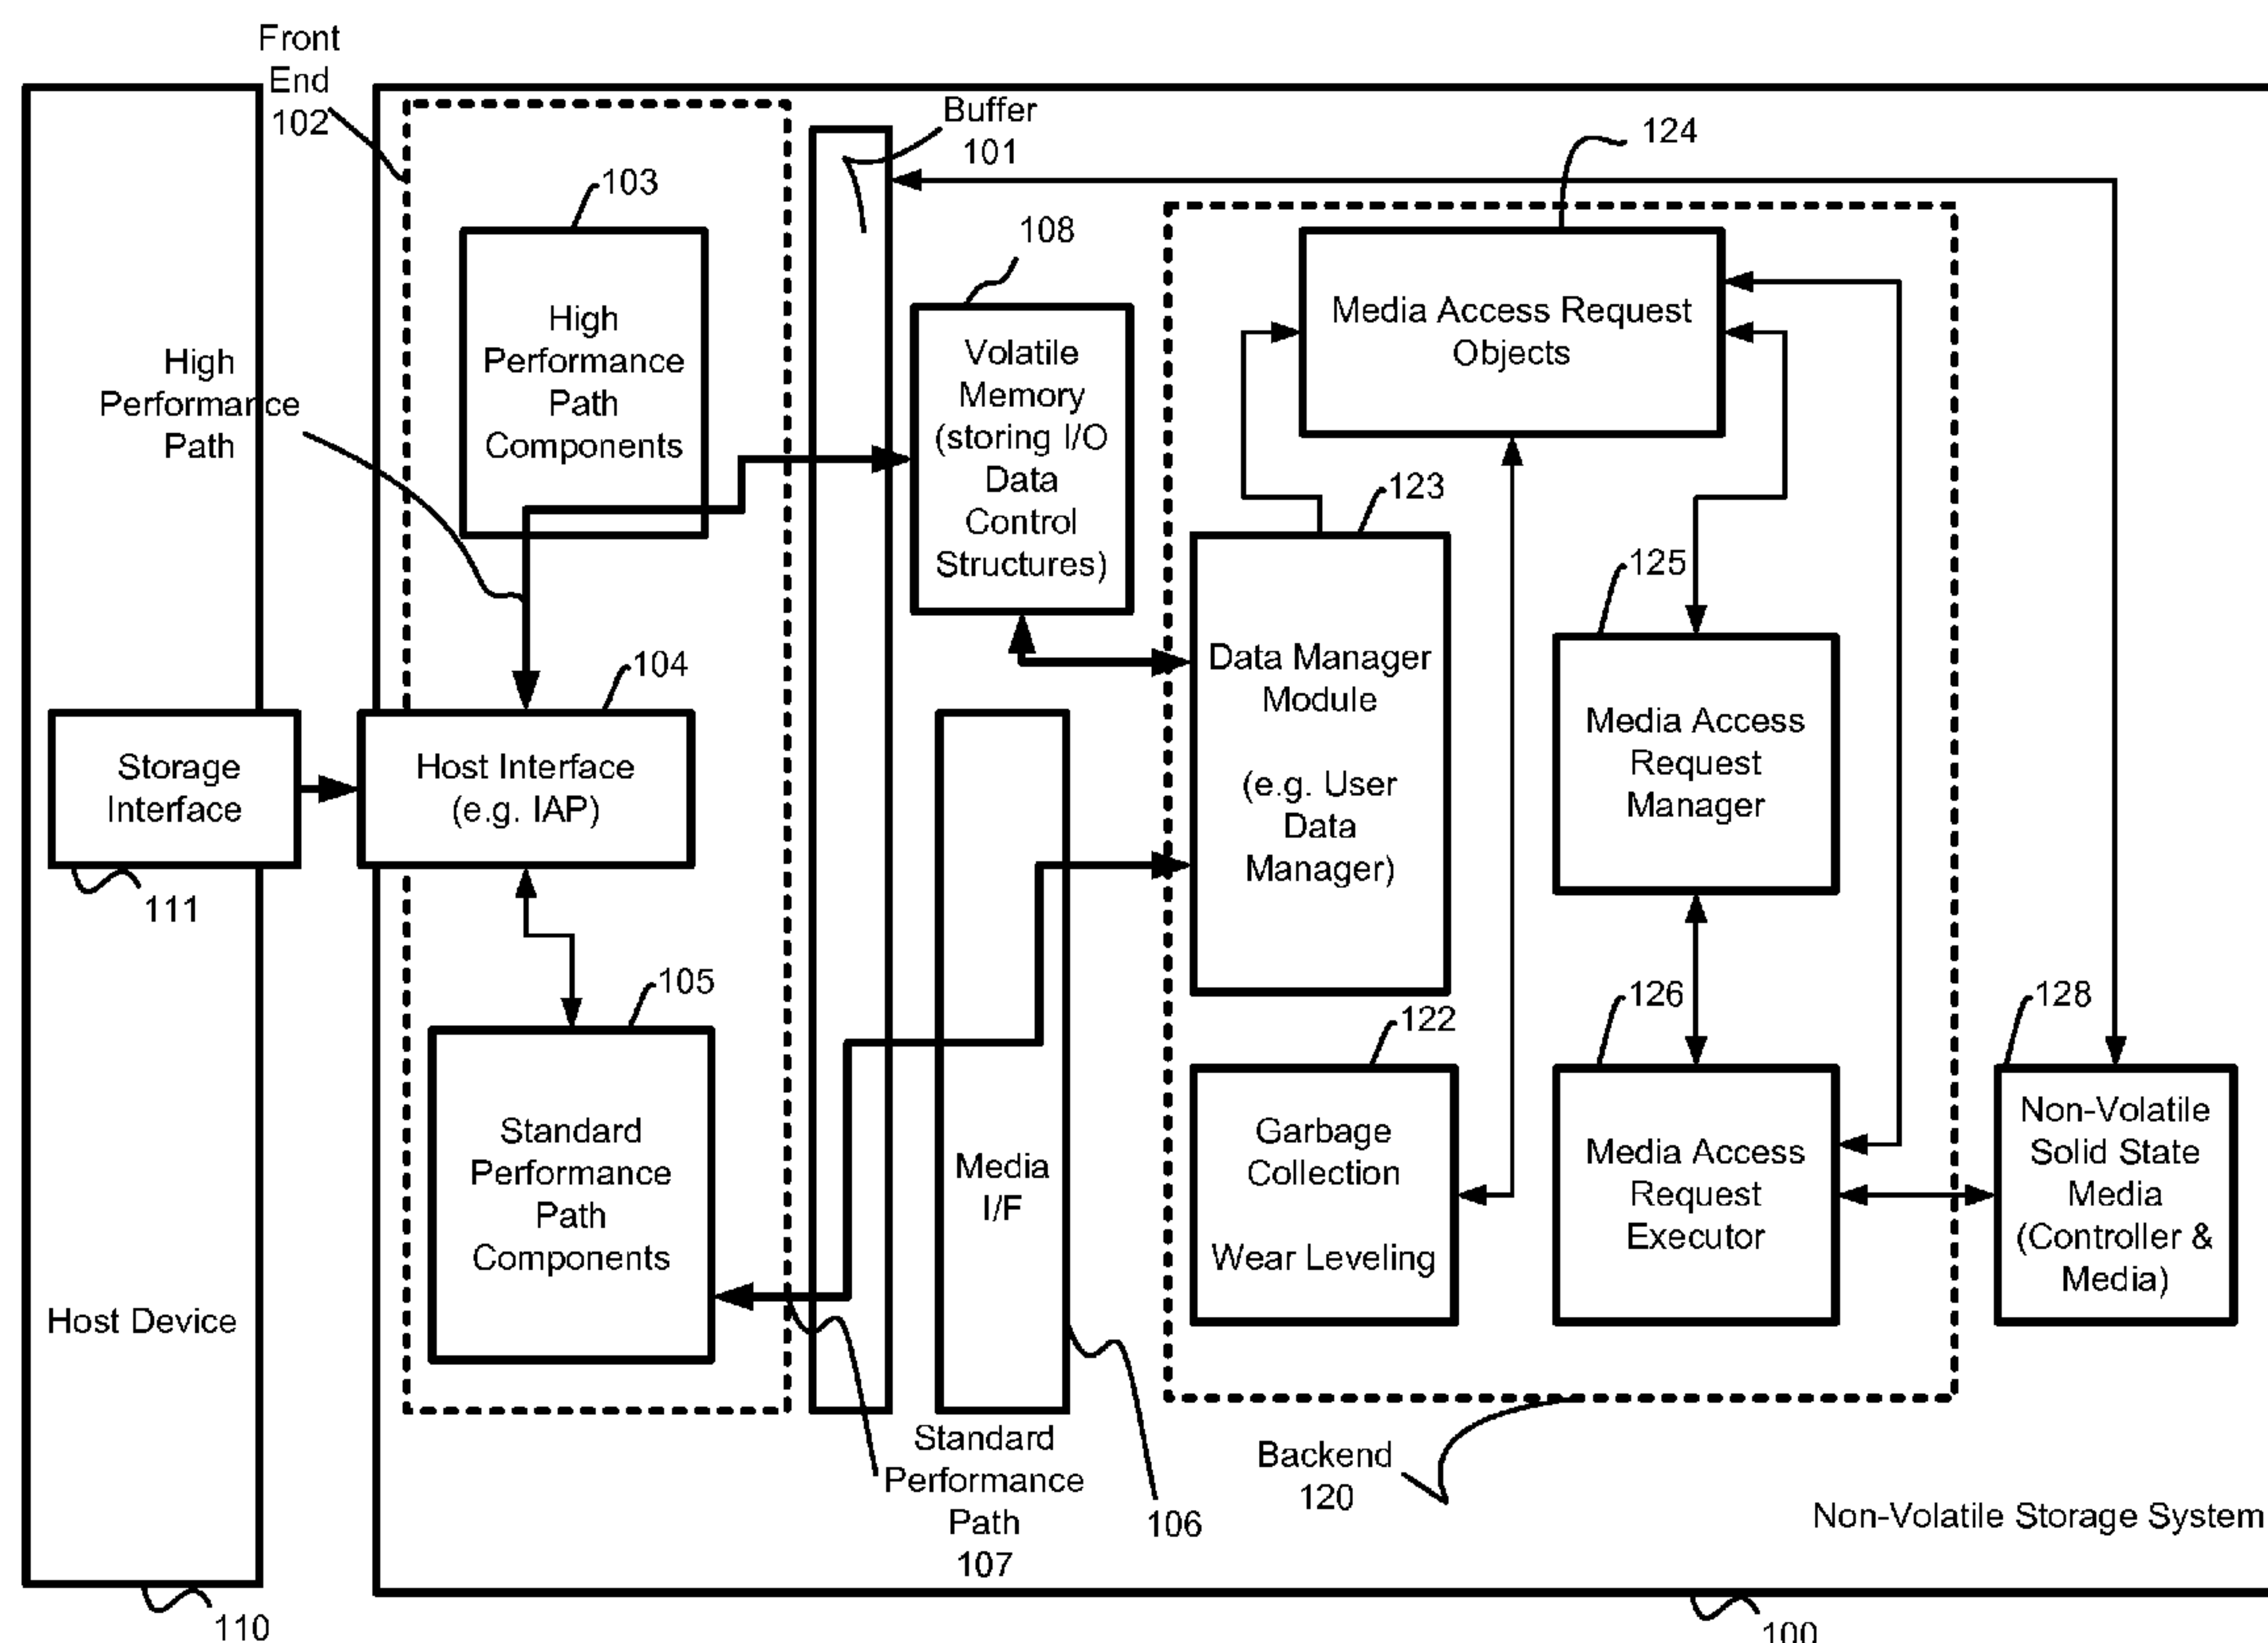 Front
End
102
Buffer
101
124
103
108
High
Performance
Path
High
Performance
Path
Components
Volatile
Memory
(storing I/O
Data
Control
Structures)
Media Access Request
Objects
123
125
104
Storage
Interface
111
Host Interface
(e.g. IAP)
Data Manager
Module
(e.g. User
Data
Manager)
Media Access
Request
Manager
105
122
126
128
Standard
Performance
Path
Components
Media
I/F
Garbage
Collection
Wear Leveling
Media Access
Request
Executor
Non-Volatile
Solid State
Media
(Controller &
Media)
Host Device
Standard
Performance
Path
107
106
Backend
120
Non-Volatile Storage System
110
100